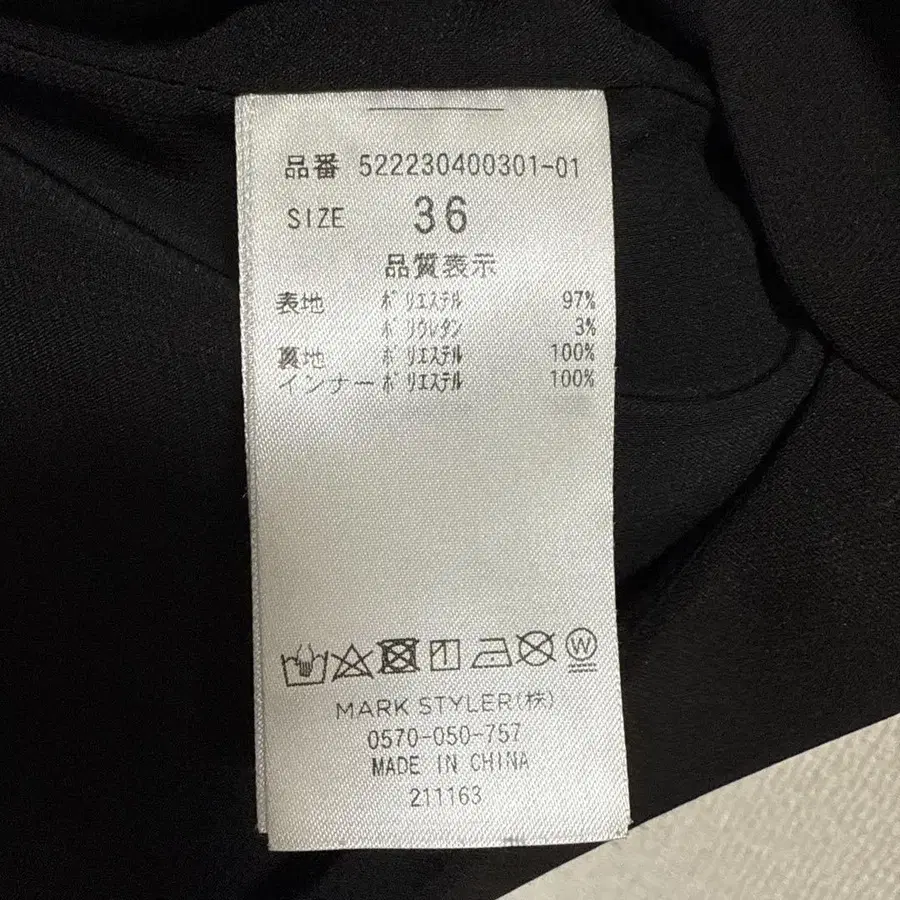 品番 522230400301-01
SIZE 36
品質表示
表地 ポリエステル 97%
ポリウレタン 3%
裏地 ポリエステル 100%
インナー ポリエステル 100%
W
MARK STYLER(株)
0570-050-757
MADE IN CHINA
211163